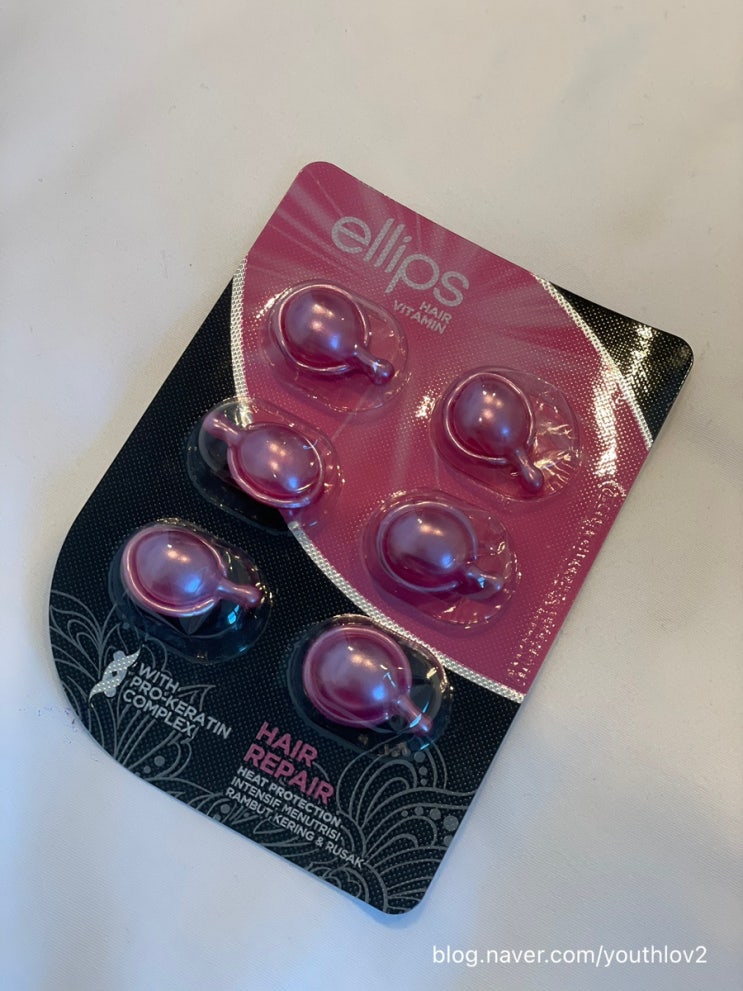 ellips
HAIR
VITAMIN
WITH
PRO-KERATIN
COMPLEX
HAIR
REPAIR
HEAT PROTECTION
INTENSIF MENUTRISI
RAMBUT KERING & RUSAK
blog.naver.com/youthlov2